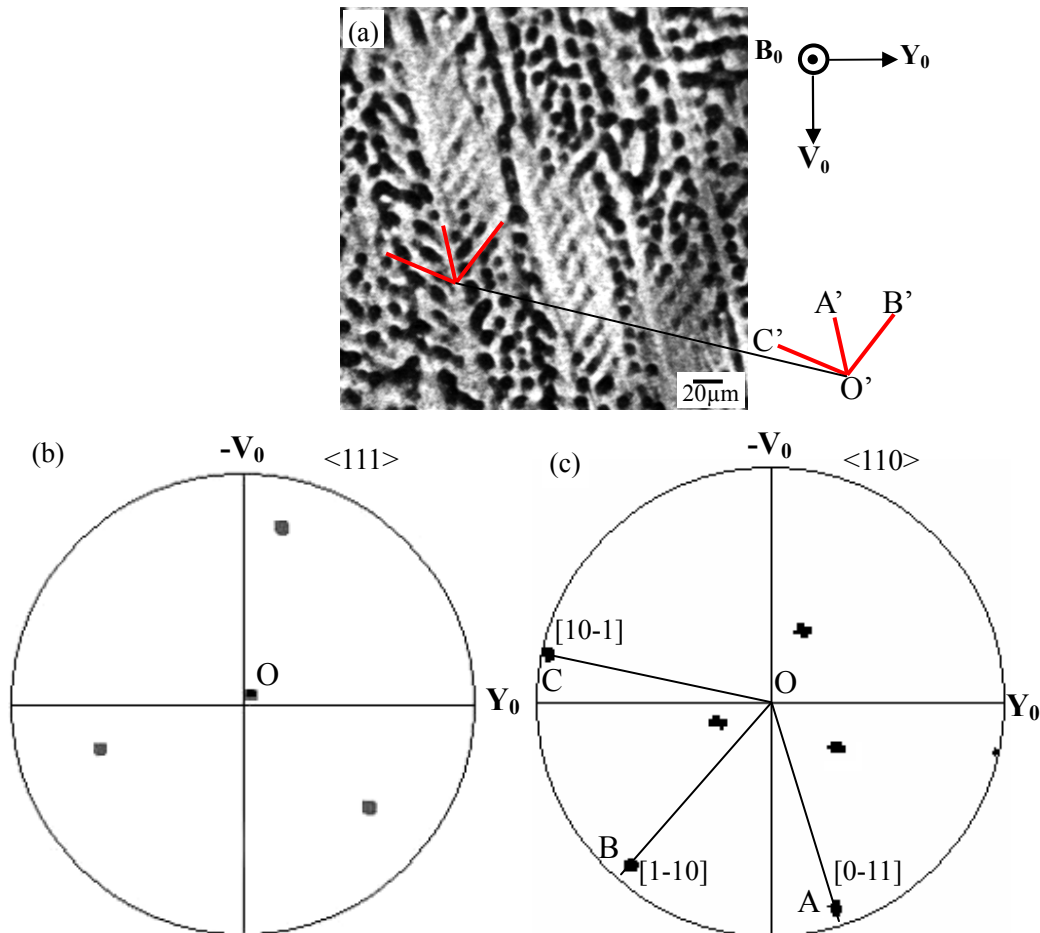 (a)
B₀ Y₀
V₀
A’ B’
C’
O’
20µm
(b) -V₀ <111>
O
Y₀
(c) -V₀ <110>
[10-1]
C O
Y₀
B
[1-10] [0-11]
A